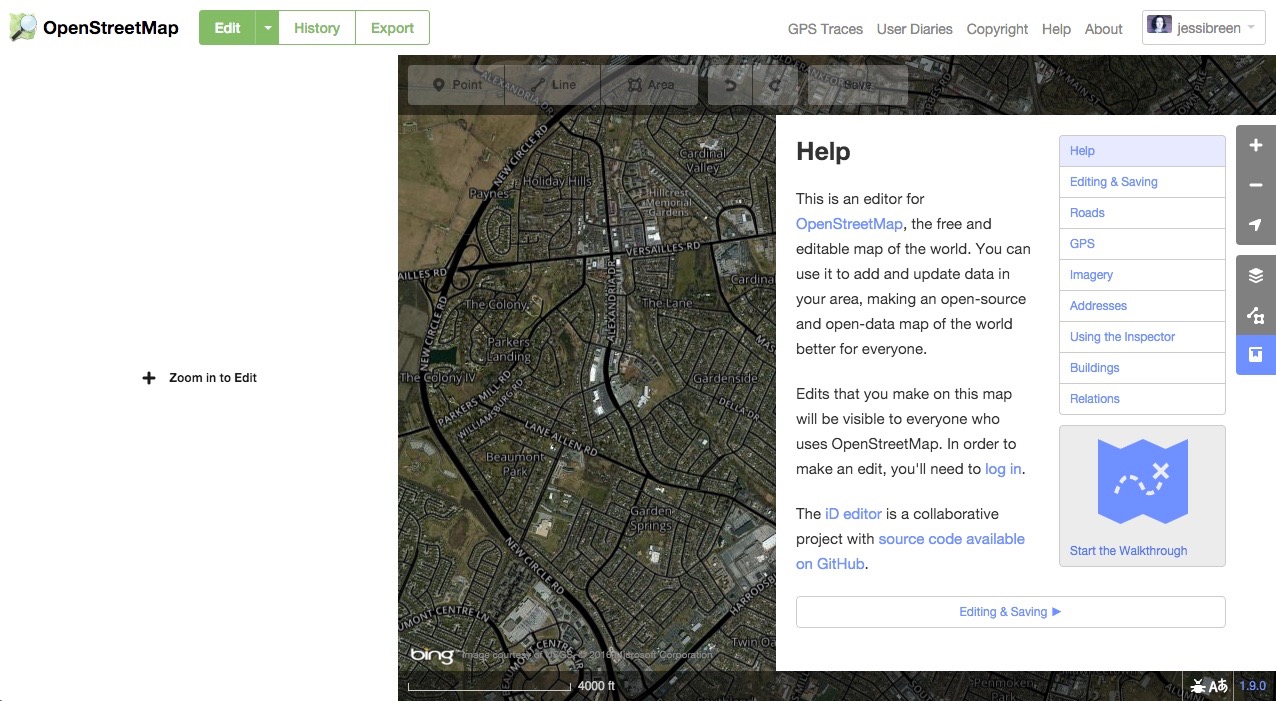 OpenStreetMap
Edit
History
Export
GPS Traces
User Diaries
Copyright
Help
About
jessibreen
Point
Line
Area
Save
ALEXANDRIA DR
NEW CIRCLE RD
Cardinal
Valley
Holiday Hills
Paynes
Hillcrest
Memorial
Gardens
VERSAILLES RD
AILLES RD
Cardina
The Colony
ALEXANDRIA DR
The Lane
NEW CIRCLE RD
Parkers
Landing
MAS
The Colony IV
Gardenside
PARKERS MILL RD
WILLIAMSBURG RD
DELLA DR
LANE ALLEN RD
Beaumont
Park
Garden
Springs
NEW CIRCLE RD
HARRODSB
UMONT CENTRE LN
BEAUMONT CENTRE
Twin Oa
bing
Image courtesy of USGS © 2016 Microsoft Corporation
4000 ft
Penmoken
Park
Zoom in to Edit
Help
This is an editor for
OpenStreetMap, the free and
editable map of the world. You can
use it to add and update data in
your area, making an open-source
and open-data map of the world
better for everyone.
Edits that you make on this map
will be visible to everyone who
uses OpenStreetMap. In order to
make an edit, you'll need to log in.
The iD editor is a collaborative
project with source code available
on GitHub.
Editing & Saving ▶
Help
Editing & Saving
Roads
GPS
Imagery
Addresses
Using the Inspector
Buildings
Relations
Start the Walkthrough
1.9.0